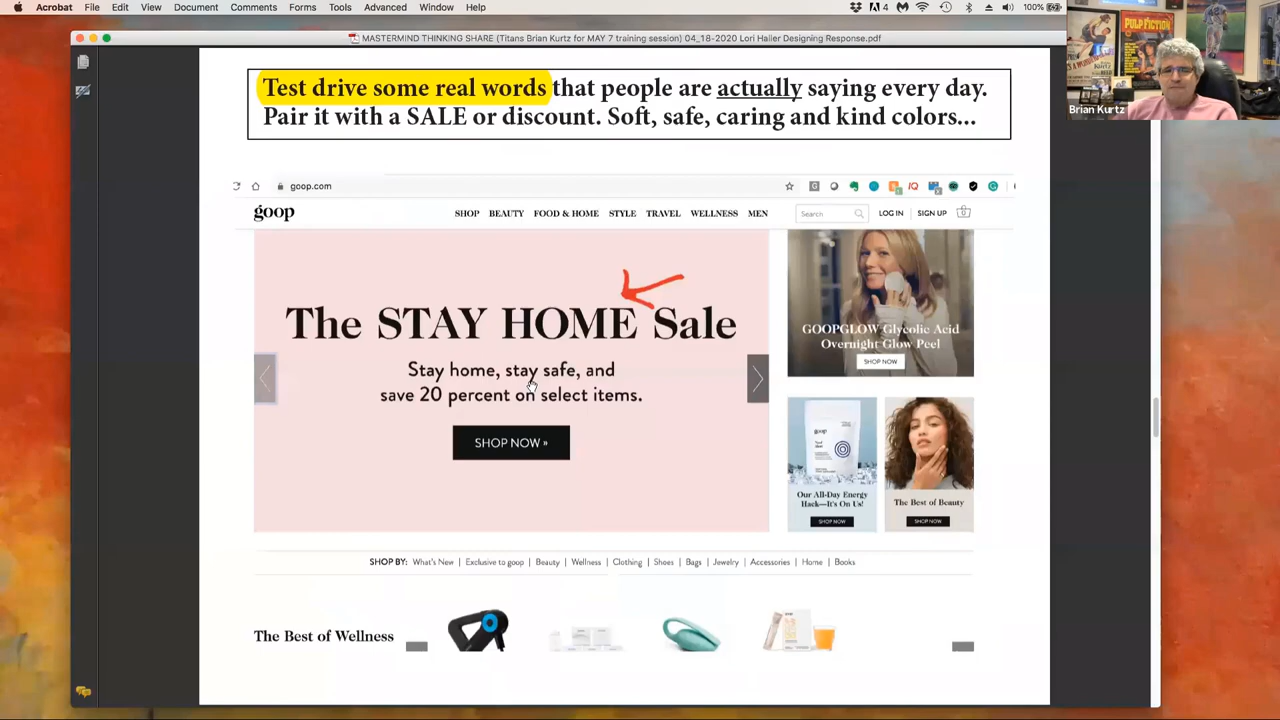 Acrobat File Edit View Document Comments Forms Tools Advanced Window Help
4 100%
MASTERMIND THINKING SHARE (Titans Brian Kurtz for MAY 7 training session) 04_18-2020 Lori Haller Designing Response.pdf
PULP FICTION
Brian Kurtz
Test drive some real words that people are actually saying every day.
Pair it with a SALE or discount. Soft, safe, caring and kind colors...
goop.com
goop
SHOP BEAUTY FOOD & HOME STYLE TRAVEL WELLNESS MEN
Search
LOG IN SIGN UP
The STAY HOME Sale
Stay home, stay safe, and
save 20 percent on select items.
SHOP NOW »
GOOPGLOW Glycolic Acid
Overnight Glow Peel
SHOP NOW
goop
Our All-Day Energy
Hack—It's On Us!
SHOP NOW
The Best of Beauty
SHOP NOW
SHOP BY: What's New | Exclusive to goop | Beauty | Wellness | Clothing | Shoes | Bags | Jewelry | Accessories | Home | Books
The Best of Wellness